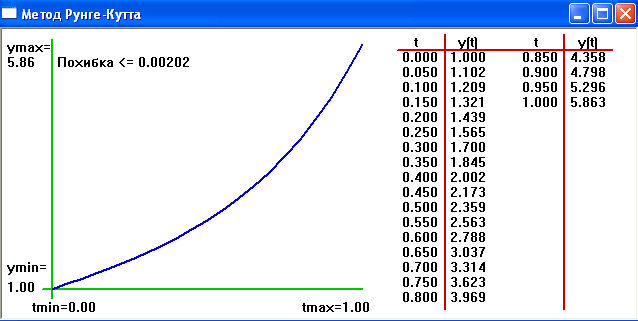 Метод Рунге-Кутта
ymax=
5.86 Похибка <= 0.00202
ymin=
1.00
tmin=0.00 tmax=1.00
t y(t) t y(t)
0.000 1.000 0.850 4.358
0.050 1.102 0.900 4.798
0.100 1.209 0.950 5.296
0.150 1.321 1.000 5.863
0.200 1.439
0.250 1.565
0.300 1.700
0.350 1.845
0.400 2.002
0.450 2.173
0.500 2.359
0.550 2.563
0.600 2.788
0.650 3.037
0.700 3.314
0.750 3.623
0.800 3.969